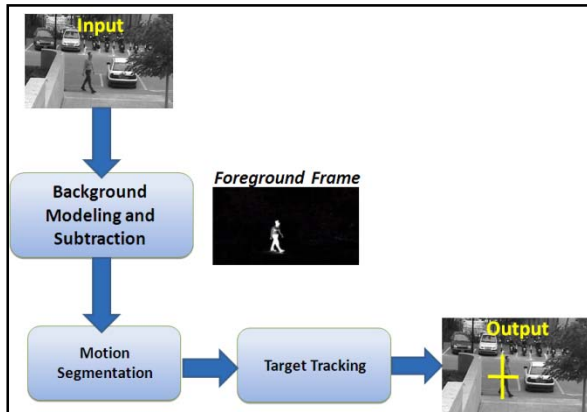 Input
Background
Modeling and
Subtraction
Foreground Frame
Motion
Segmentation
Target Tracking
Output